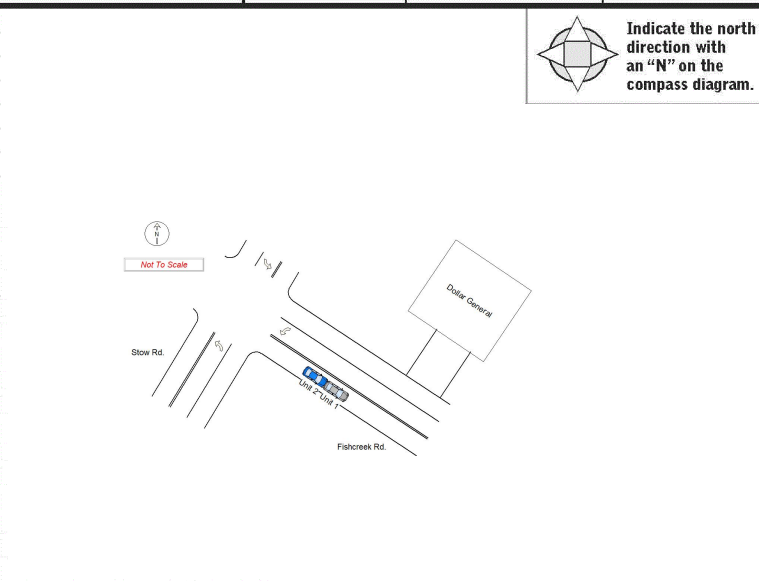 Indicate the north
direction with
an “N” on the
compass diagram.
N
Not To Scale
Dollar General
Stow Rd.
Unit 2
Unit 1
Fishcreek Rd.